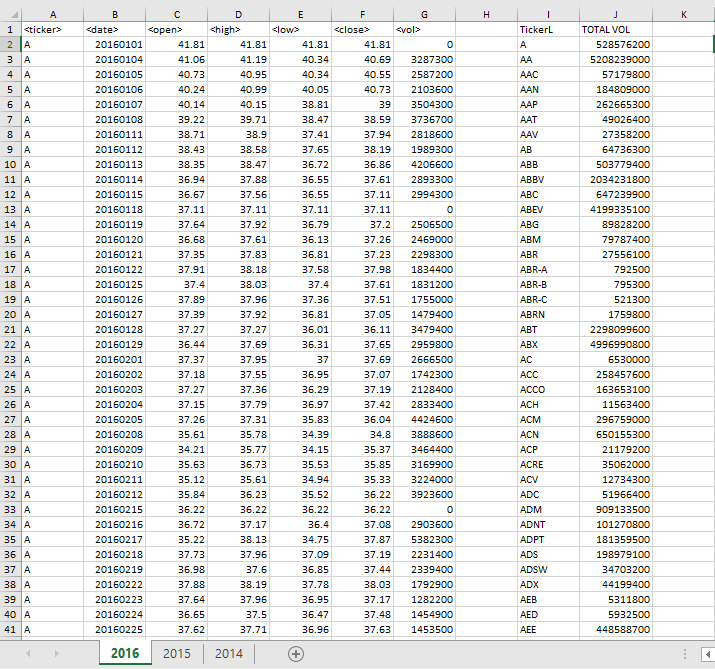 A B C D E F G H I J K
1 <ticker> <date> <open> <high> <low> <close> <vol> TickerL TOTAL VOL
2 A 20160101 41.81 41.81 41.81 41.81 0 A 528576200
3 A 20160104 41.06 41.19 40.34 40.69 3287300 AA 5208239000
4 A 20160105 40.73 40.95 40.34 40.55 2587200 AAC 57179800
5 A 20160106 40.24 40.99 40.05 40.73 2103600 AAN 184809000
6 A 20160107 40.14 40.15 38.81 39 3504300 AAP 262665300
7 A 20160108 39.22 39.71 38.47 38.59 3736700 AAT 49026400
8 A 20160111 38.71 38.9 37.41 37.94 2818600 AAV 27358200
9 A 20160112 38.43 38.58 37.65 38.19 1989300 AB 64736300
10 A 20160113 38.35 38.47 36.72 36.86 4206600 ABB 503779400
11 A 20160114 36.94 37.88 36.55 37.61 2893300 ABBV 2034231800
12 A 20160115 36.67 37.56 36.55 37.11 2994300 ABC 647239900
13 A 20160118 37.11 37.11 37.11 37.11 0 ABEV 4199335100
14 A 20160119 37.64 37.92 36.79 37.2 2506500 ABG 89828200
15 A 20160120 36.68 37.61 36.13 37.26 2469000 ABM 79787400
16 A 20160121 37.35 37.83 36.81 37.23 2298300 ABR 27556100
17 A 20160122 37.91 38.18 37.58 37.98 1834400 ABR-A 792500
18 A 20160125 37.4 38.03 37.4 37.61 1831200 ABR-B 795300
19 A 20160126 37.89 37.96 37.36 37.51 1755000 ABR-C 521300
20 A 20160127 37.39 37.92 36.81 37.05 1479400 ABRN 1759800
21 A 20160128 37.27 37.27 36.01 36.11 3479400 ABT 2298099600
22 A 20160129 36.44 37.69 36.31 37.65 2959800 ABX 4996990800
23 A 20160201 37.37 37.95 37 37.69 2666500 AC 6530000
24 A 20160202 37.18 37.55 36.95 37.07 1742300 ACC 258457600
25 A 20160203 37.27 37.36 36.29 37.19 2128400 ACCO 163653100
26 A 20160204 37.15 37.79 36.97 37.42 2833400 ACH 11563400
27 A 20160205 37.26 37.31 35.83 36.04 4424600 ACM 296759000
28 A 20160208 35.61 35.78 34.39 34.8 3888600 ACN 650155300
29 A 20160209 34.21 35.77 34.15 35.37 3464400 ACP 21179200
30 A 20160210 35.63 36.73 35.53 35.85 3169900 ACRE 35062000
31 A 20160211 35.12 35.61 34.94 35.33 3224000 ACV 12734300
32 A 20160212 35.84 36.23 35.52 36.22 3923600 ADC 51966400
33 A 20160215 36.22 36.22 36.22 36.22 0 ADM 909133500
34 A 20160216 36.72 37.17 36.4 37.08 2903600 ADNT 101270800
35 A 20160217 35.22 38.13 34.75 37.87 5382300 ADPT 181359500
36 A 20160218 37.73 37.96 37.09 37.19 2231400 ADS 198979100
37 A 20160219 36.98 37.6 36.85 37.44 2339400 ADSW 34703200
38 A 20160222 37.88 38.19 37.78 38.03 1792900 ADX 44199400
39 A 20160223 37.64 37.96 36.95 37.17 1282200 AEB 5311800
40 A 20160224 36.65 37.5 36.47 37.48 1454900 AED 5932500
41 A 20160225 37.62 37.71 36.96 37.63 1453500 AEE 448588700
2016 2015 2014